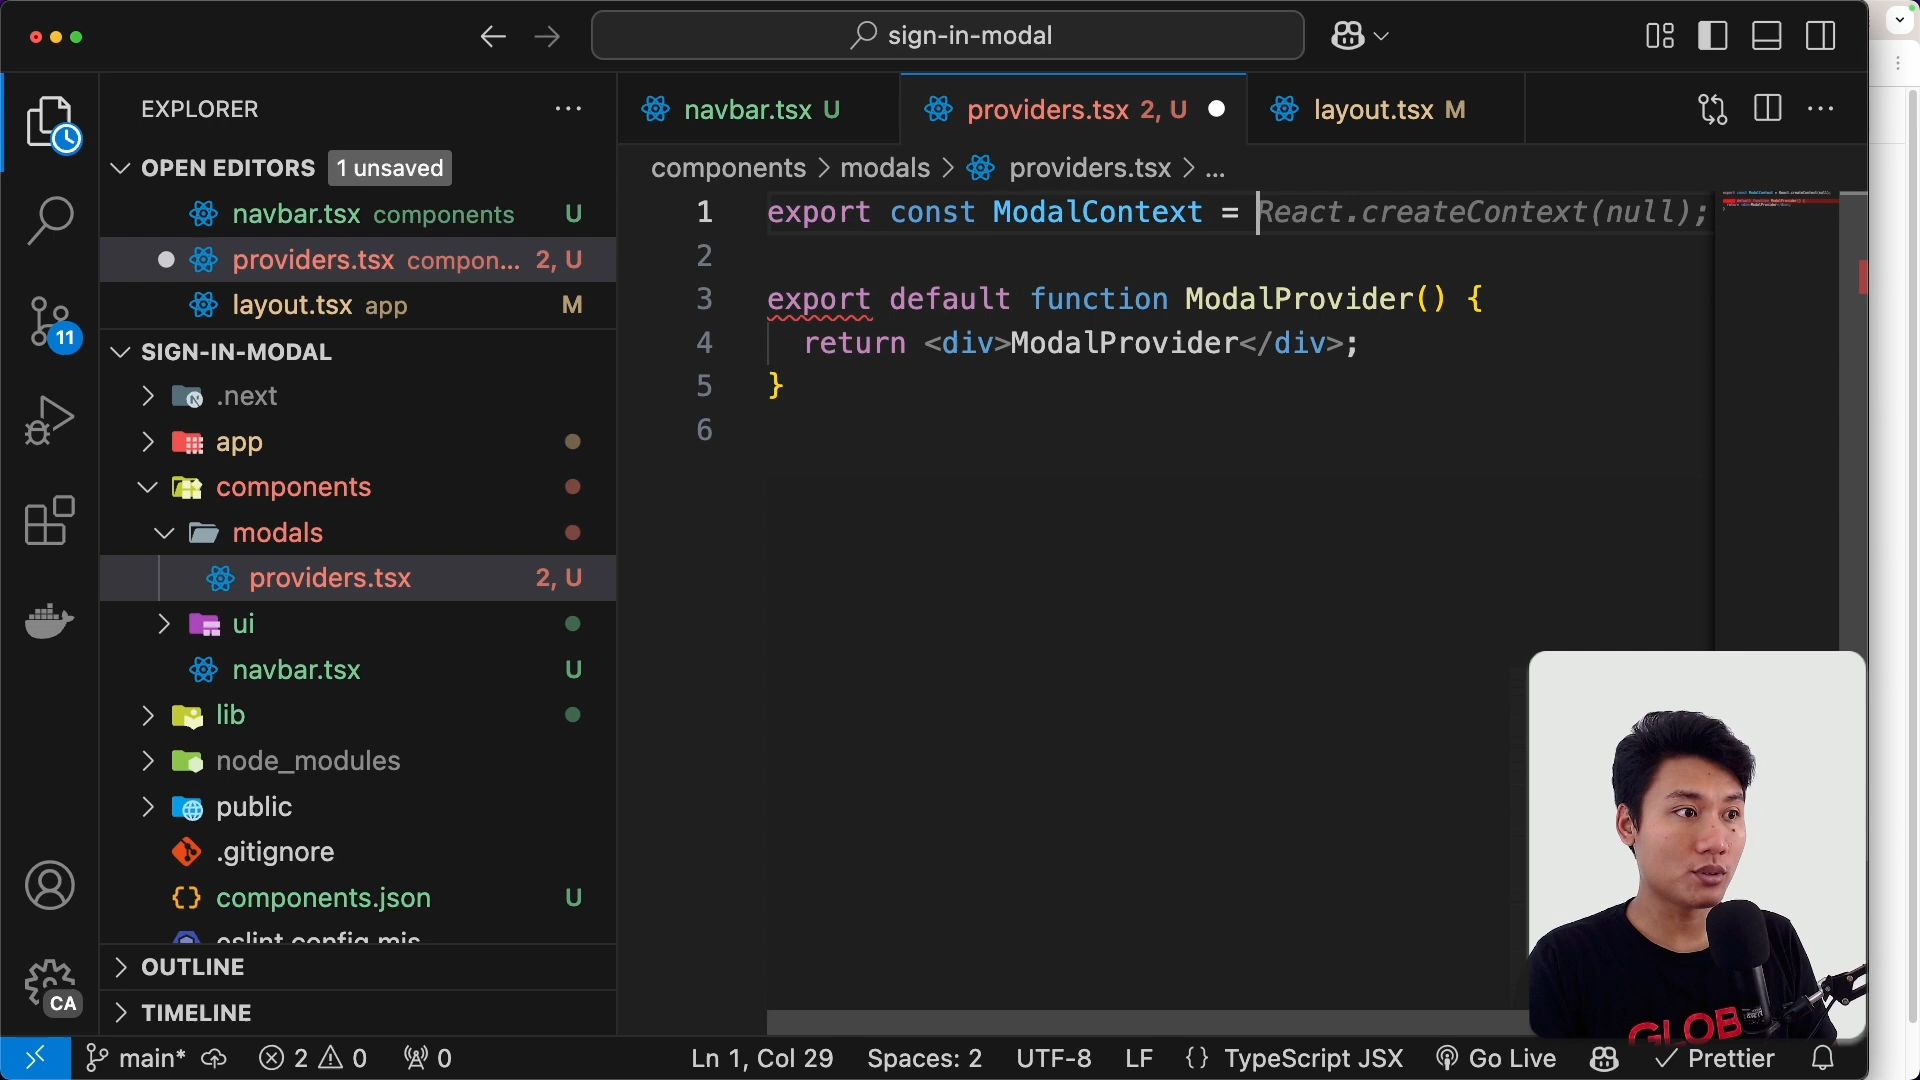 sign-in-modal
EXPLORER
OPEN EDITORS 1 unsaved
navbar.tsx components U
providers.tsx compon... 2, U
layout.tsx app M
SIGN-IN-MODAL
.next
app
components
modals
providers.tsx 2, U
ui
navbar.tsx U
lib
node_modules
public
.gitignore
components.json U
eslint.config.mjs
OUTLINE
TIMELINE
11
CA
navbar.tsx U
providers.tsx 2, U
layout.tsx M
components > modals > providers.tsx > ...
1 export const ModalContext = React.createContext(null);
2
3 export default function ModalProvider() {
4 return <div>ModalProvider</div>;
5 }
6
GLOB
main* 2 0 0 Ln 1, Col 29 Spaces: 2 UTF-8 LF {} TypeScript JSX Go Live Prettier